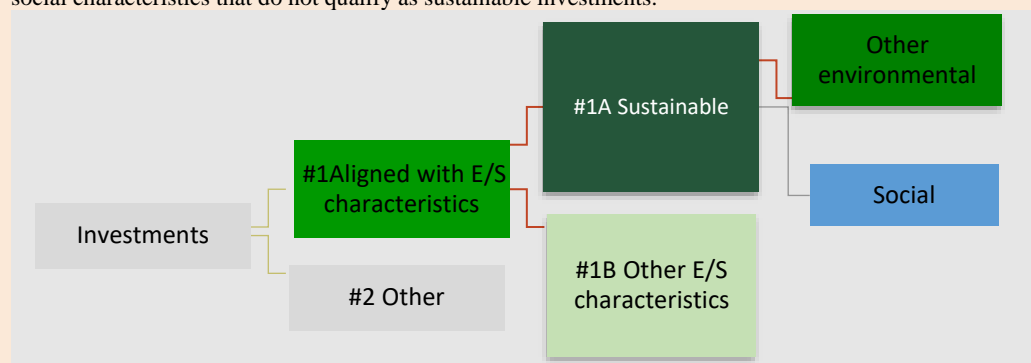 social characteristics that do not qualify as sustainable investments.
Other
environmental
#1A Sustainable
#1Aligned with E/S
characteristics
Social
Investments
#1B Other E/S
characteristics
#2 Other